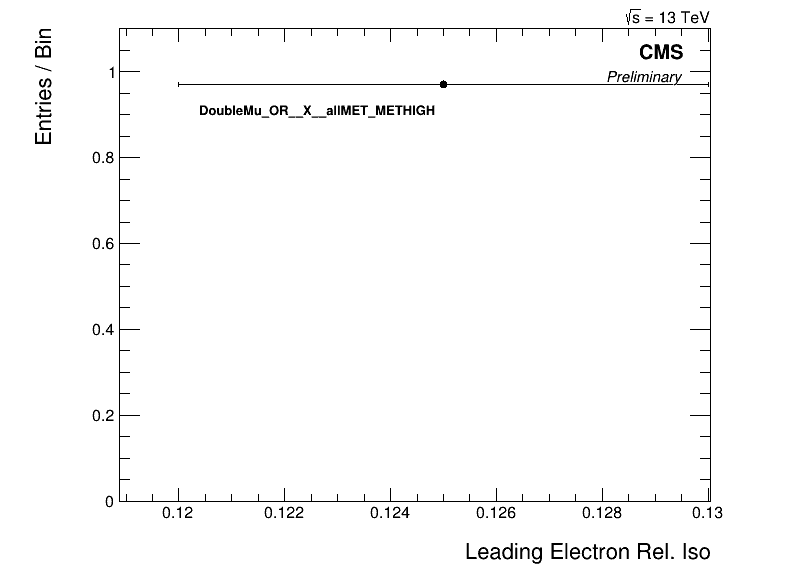 √s = 13 TeV
CMS
Preliminary
DoubleMu_OR__X__allMET_METHIGH
Entries / Bin
1
0.8
0.6
0.4
0.2
0
0.12 0.122 0.124 0.126 0.128 0.13
Leading Electron Rel. Iso